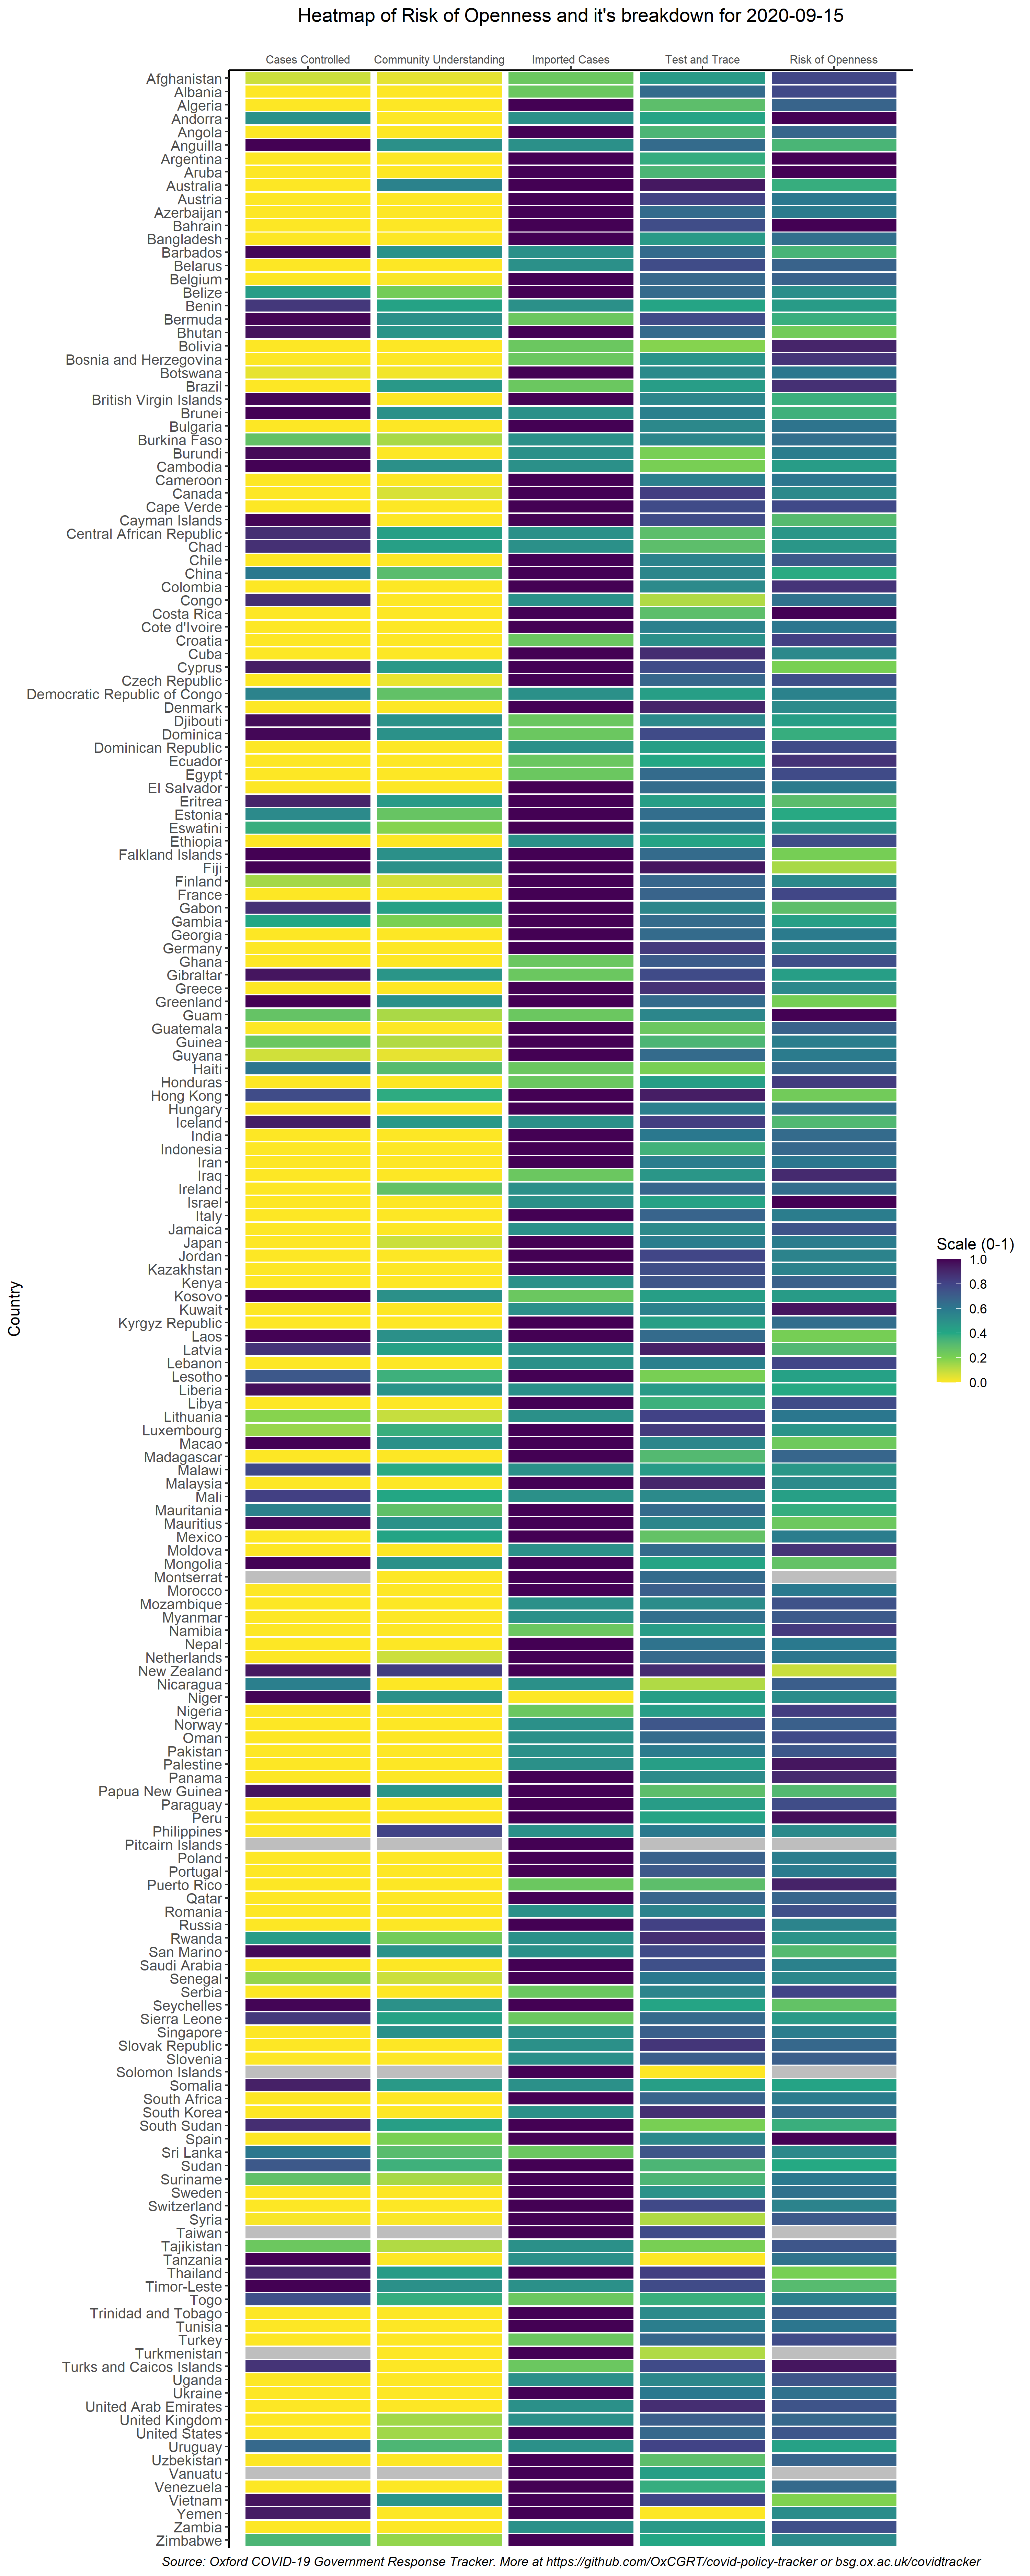 Heatmap of Risk of Openness and it's breakdown for 2020-09-15
Cases Controlled Community Understanding Imported Cases Test and Trace Risk of Openness
Afghanistan
Albania
Algeria
Andorra
Angola
Anguilla
Argentina
Aruba
Australia
Austria
Azerbaijan
Bahrain
Bangladesh
Barbados
Belarus
Belgium
Belize
Benin
Bermuda
Bhutan
Bolivia
Bosnia and Herzegovina
Botswana
Brazil
British Virgin Islands
Brunei
Bulgaria
Burkina Faso
Burundi
Cambodia
Cameroon
Canada
Cape Verde
Cayman Islands
Central African Republic
Chad
Chile
China
Colombia
Congo
Costa Rica
Cote d'Ivoire
Croatia
Cuba
Cyprus
Czech Republic
Democratic Republic of Congo
Denmark
Djibouti
Dominica
Dominican Republic
Ecuador
Egypt
El Salvador
Eritrea
Estonia
Eswatini
Ethiopia
Falkland Islands
Fiji
Finland
France
Gabon
Gambia
Georgia
Germany
Ghana
Gibraltar
Greece
Greenland
Guam
Guatemala
Guinea
Guyana
Haiti
Honduras
Hong Kong
Hungary
Iceland
India
Indonesia
Iran
Iraq
Ireland
Israel
Italy
Jamaica
Japan
Jordan
Kazakhstan
Kenya
Kosovo
Kuwait
Kyrgyz Republic
Laos
Latvia
Lebanon
Lesotho
Liberia
Libya
Lithuania
Luxembourg
Macao
Madagascar
Malawi
Malaysia
Mali
Mauritania
Mauritius
Mexico
Moldova
Mongolia
Montserrat
Morocco
Mozambique
Myanmar
Namibia
Nepal
Netherlands
New Zealand
Nicaragua
Niger
Nigeria
Norway
Oman
Pakistan
Palestine
Panama
Papua New Guinea
Paraguay
Peru
Philippines
Pitcairn Islands
Poland
Portugal
Puerto Rico
Qatar
Romania
Russia
Rwanda
San Marino
Saudi Arabia
Senegal
Serbia
Seychelles
Sierra Leone
Singapore
Slovak Republic
Slovenia
Solomon Islands
Somalia
South Africa
South Korea
South Sudan
Spain
Sri Lanka
Sudan
Suriname
Sweden
Switzerland
Syria
Taiwan
Tajikistan
Tanzania
Thailand
Timor-Leste
Togo
Trinidad and Tobago
Tunisia
Turkey
Turkmenistan
Turks and Caicos Islands
Uganda
Ukraine
United Arab Emirates
United Kingdom
United States
Uruguay
Uzbekistan
Vanuatu
Venezuela
Vietnam
Yemen
Zambia
Zimbabwe
Country
Scale (0-1)
1.0
0.8
0.6
0.4
0.2
0.0
Source: Oxford COVID-19 Government Response Tracker. More at https://github.com/OxCGRT/covid-policy-tracker or bsg.ox.ac.uk/covidtracker